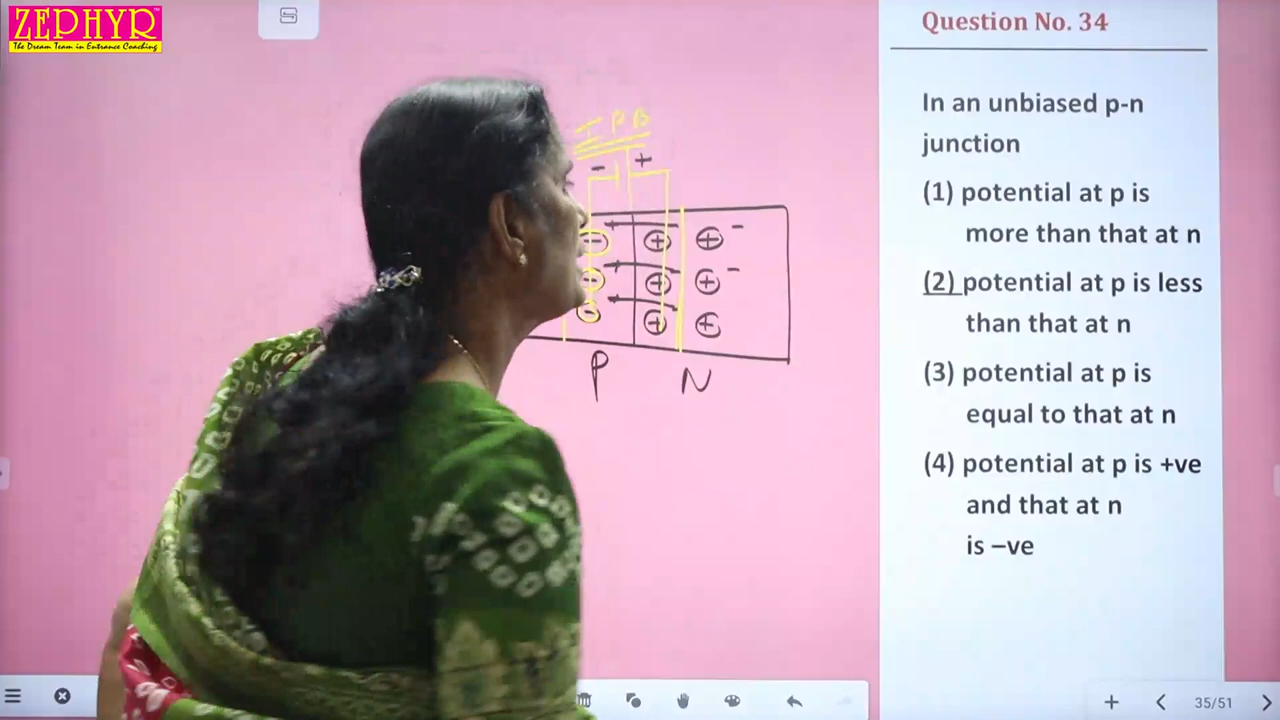 ZEPHYR
The Dream Team in Entrance Coaching
Question No. 34
In an unbiased p-n
junction
(1) potential at p is
more than that at n
(2) potential at p is less
than that at n
(3) potential at p is
equal to that at n
(4) potential at p is +ve
and that at n
is –ve
I P B
- +
P N
35/51